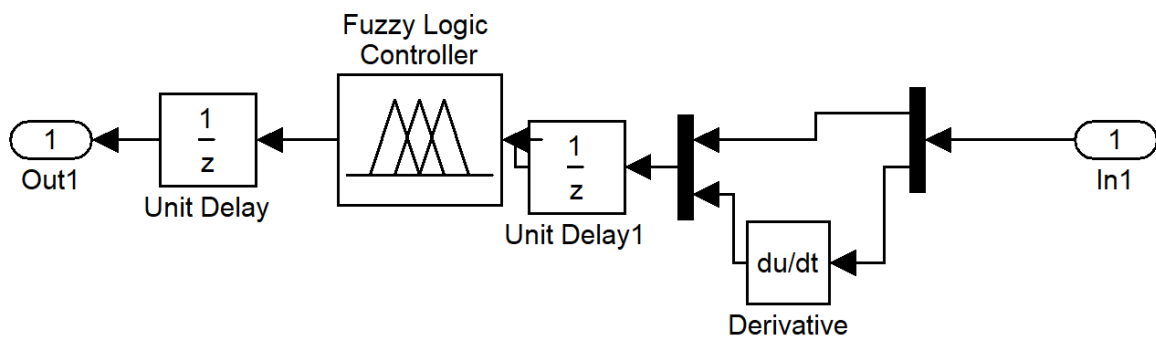 Fuzzy Logic
Controller
1
Out1
1
z
Unit Delay
1
z
Unit Delay1
du/dt
Derivative
1
In1